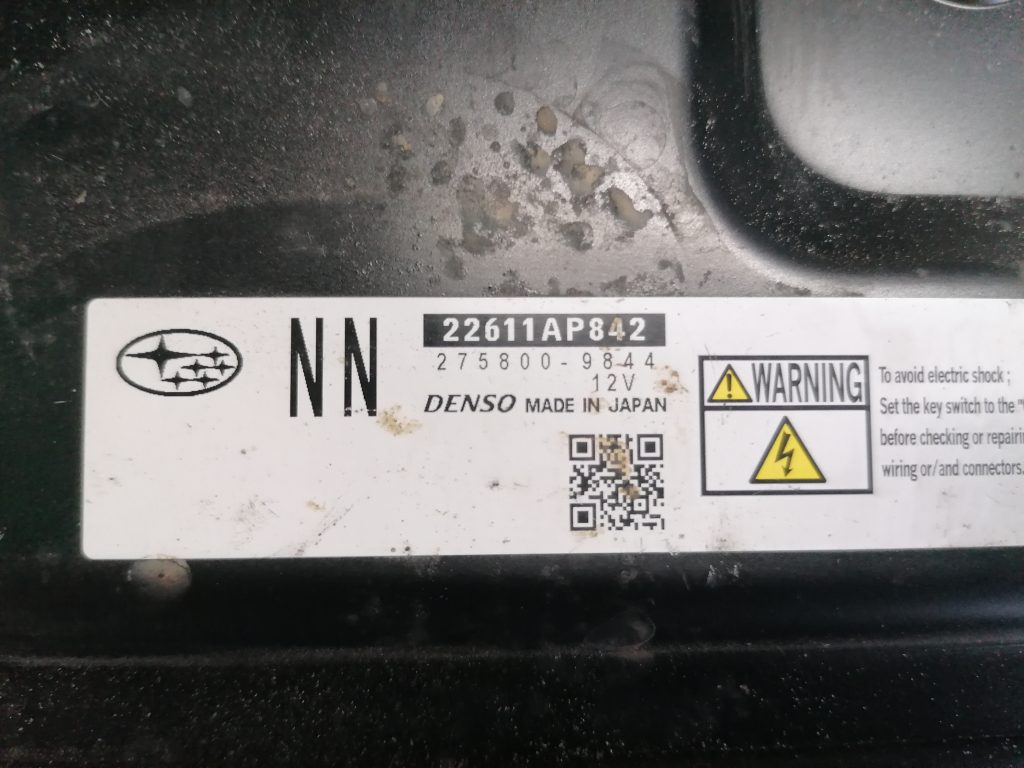 NN
22611AP842
275800-9844
12V
DENSO MADE IN JAPAN
WARNING
To avoid electric shock ;
Set the key switch to the "
before checking or repairin
wiring or/and connectors.